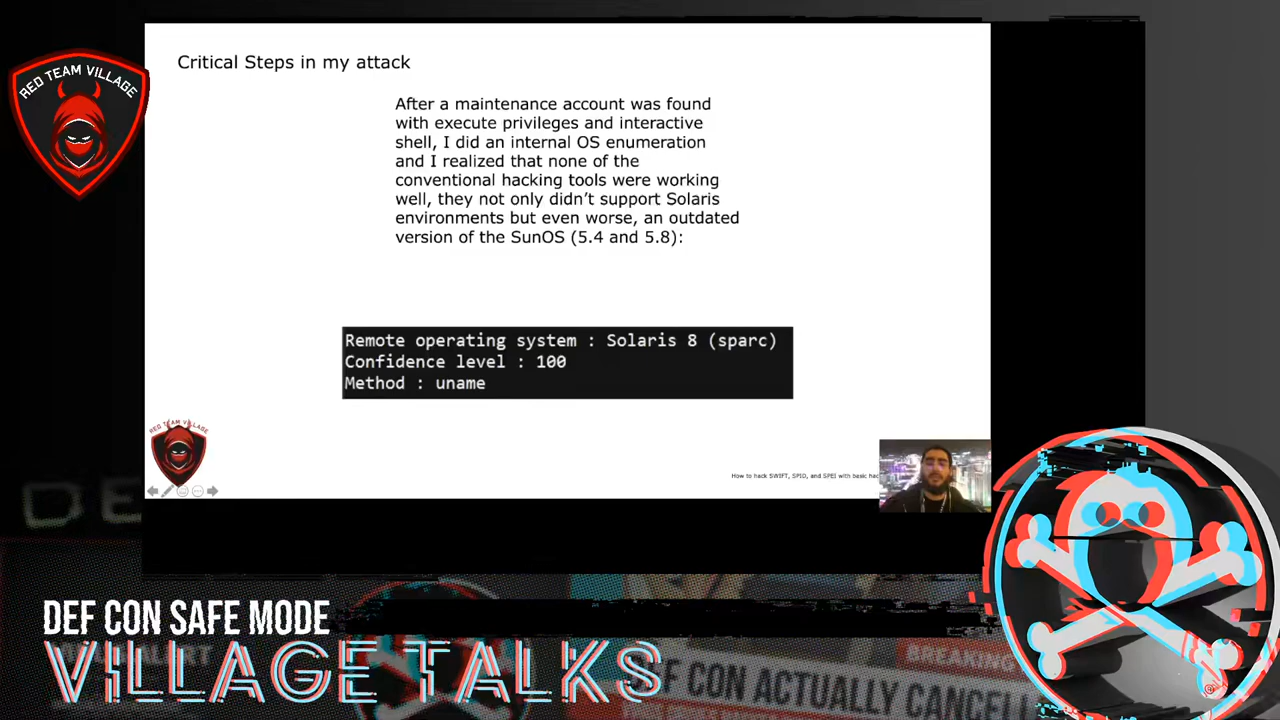 RED TEAM VILLAGE
Critical Steps in my attack
After a maintenance account was found
with execute privileges and interactive
shell, I did an internal OS enumeration
and I realized that none of the
conventional hacking tools were working
well, they not only didn't support Solaris
environments but even worse, an outdated
version of the SunOS (5.4 and 5.8):
Remote operating system : Solaris 8 (sparc)
Confidence level : 100
Method : uname
RED TEAM VILLAGE
How to hack SWIFT, SPID, and SPEI with basic
DEF CON SAFE MODE
VILLAGE TALKS
BREAKING
DEF CON ACTUALLY